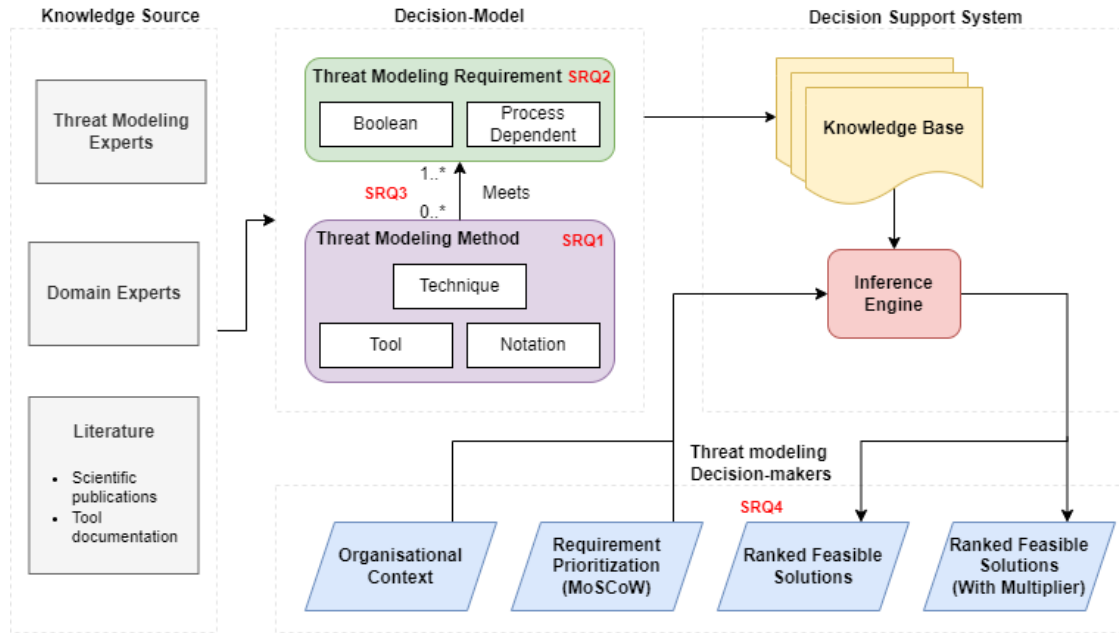 Knowledge Source
Threat Modeling
Experts
Domain Experts
Literature
• Scientific
publications
• Tool
documentation
Decision-Model
Threat Modeling Requirement SRQ2
Boolean
Process
Dependent
1..*
SRQ3
Meets
0..*
Threat Modeling Method SRQ1
Technique
Tool
Notation
Decision Support System
Knowledge Base
Inference
Engine
Threat modeling
Decision-makers
SRQ4
Organisational
Context
Requirement
Prioritization
(MoSCoW)
Ranked Feasible
Solutions
Ranked Feasible
Solutions
(With Multiplier)